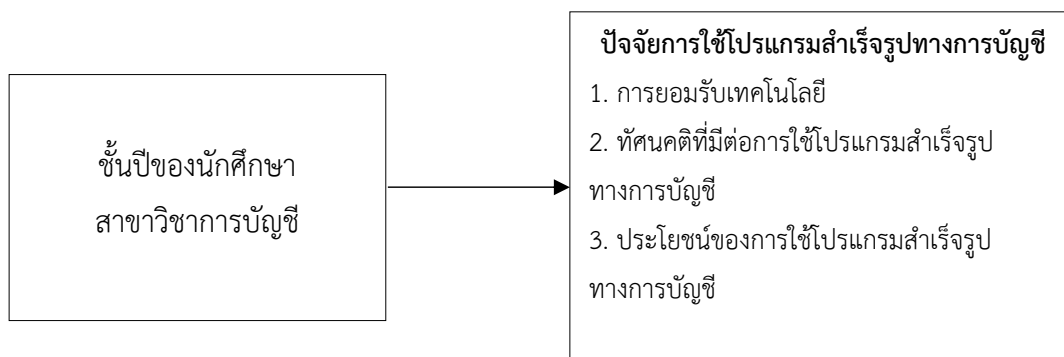 ชั้นปีของนักศึกษา
สาขาวิชาการบัญชี
ปัจจัยการใช้โปรแกรมสำเร็จรูปทางการบัญชี
1. การยอมรับเทคโนโลยี
2. ทัศนคติที่มีต่อการใช้โปรแกรมสำเร็จรูป
ทางการบัญชี
3. ประโยชน์ของการใช้โปรแกรมสำเร็จรูป
ทางการบัญชี